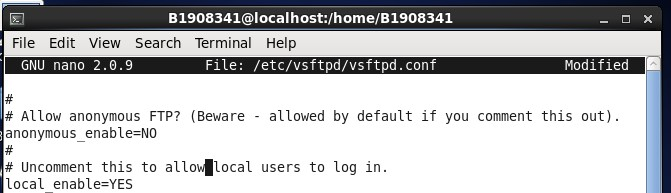 B1908341@localhost:/home/B1908341
File Edit View Search Terminal Help
GNU nano 2.0.9 File: /etc/vsftpd/vsftpd.conf Modified
#
# Allow anonymous FTP? (Beware - allowed by default if you comment this out).
anonymous_enable=NO
#
# Uncomment this to allow local users to log in.
local_enable=YES